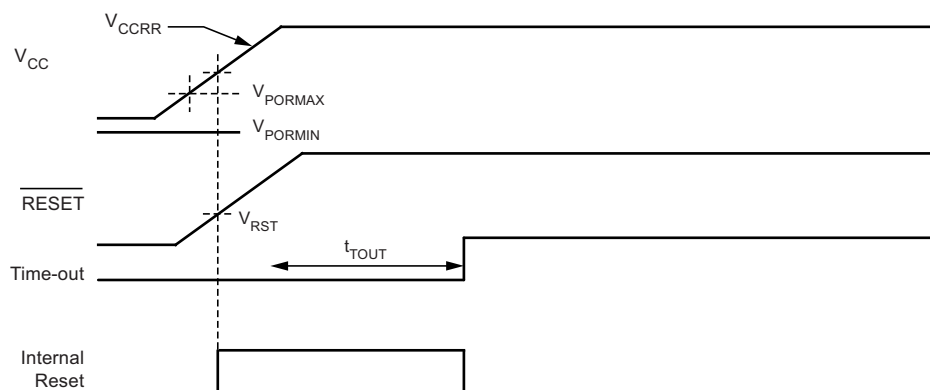 VCCRR
VCC
VPORMAX
VPORMIN
RESET
VRST
tTOUT
Time-out
Internal
Reset